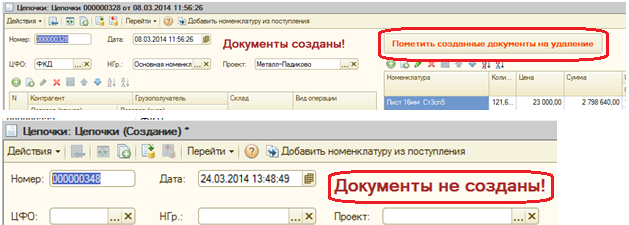 Цепочки: Цепочки 000000328 от 08.03.2014 11:56:26
Действия Перейти Добавить номенклатуру из поступления
Номер: 000000328 Дата: 08.03.2014 11:56:26 Документы созданы! Пометить созданные документы на удаление
ЦФО: ФКД ... X НГр.: Основная номенкл ... X Проект: Металл-Падиково ... X
Номенклатура Коли... Цена Сумма
N Контрагент Грузополучатель Склад Вид операции
Лист 16мм Ст3сп5 121,6... 23 000,00 2 798 640,00
Цепочки: Цепочки (Создание) *
Действия Перейти Добавить номенклатуру из поступления
Номер: 000000348 Дата: 24.03.2014 13:48:49 Документы не созданы!
ЦФО: ... X НГр.: ... X Проект: ... X